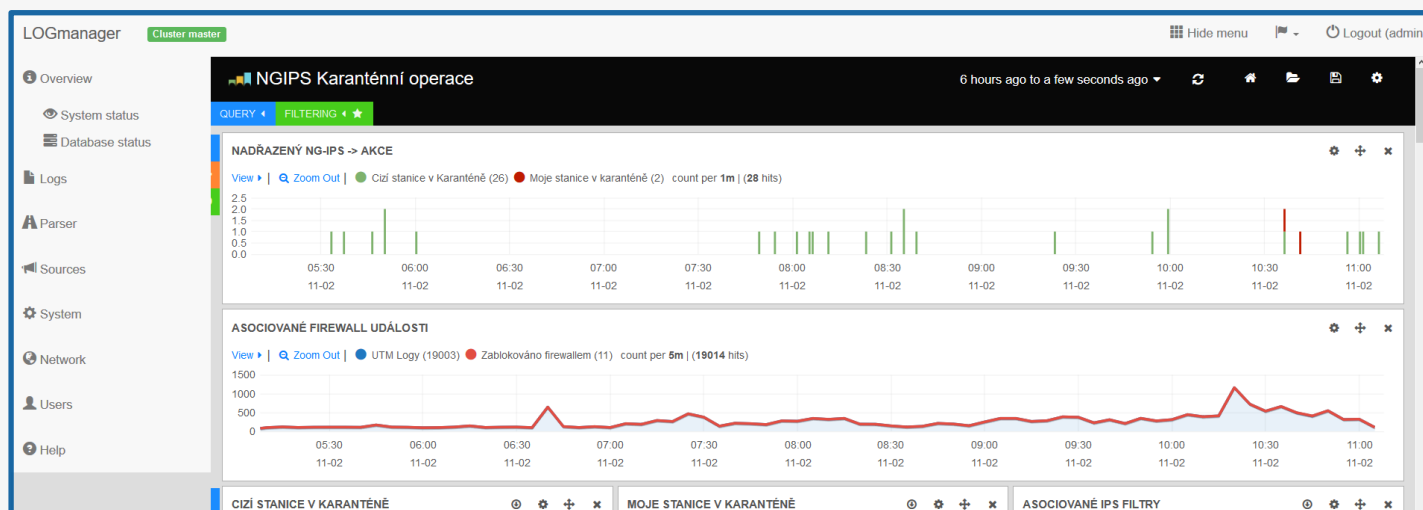 LOGmanager Cluster master Hide menu Logout (admin
Overview
System status
Database status
Logs
Parser
Sources
System
Network
Users
Help
NGIPS Karanténní operace 6 hours ago to a few seconds ago
QUERY FILTERING
NADŘAZENÝ NG-IPS -> AKCE
View | Zoom Out | Cizí stanice v Karanténě (26) Moje stanice v karanténě (2) count per 1m | (28 hits)
2.5
2.0
1.5
1.0
0.5
0.0
05:30 06:00 06:30 07:00 07:30 08:00 08:30 09:00 09:30 10:00 10:30 11:00
11-02 11-02 11-02 11-02 11-02 11-02 11-02 11-02 11-02 11-02 11-02 11-02
ASOCIOVANÉ FIREWALL UDÁLOSTI
View | Zoom Out | UTM Logy (19003) Zablokováno firewallem (11) count per 5m | (19014 hits)
1500
1000
500
0
05:30 06:00 06:30 07:00 07:30 08:00 08:30 09:00 09:30 10:00 10:30 11:00
11-02 11-02 11-02 11-02 11-02 11-02 11-02 11-02 11-02 11-02 11-02 11-02
CIZÍ STANICE V KARANTÉNĚ MOJE STANICE V KARANTÉNĚ ASOCIOVANÉ IPS FILTRY